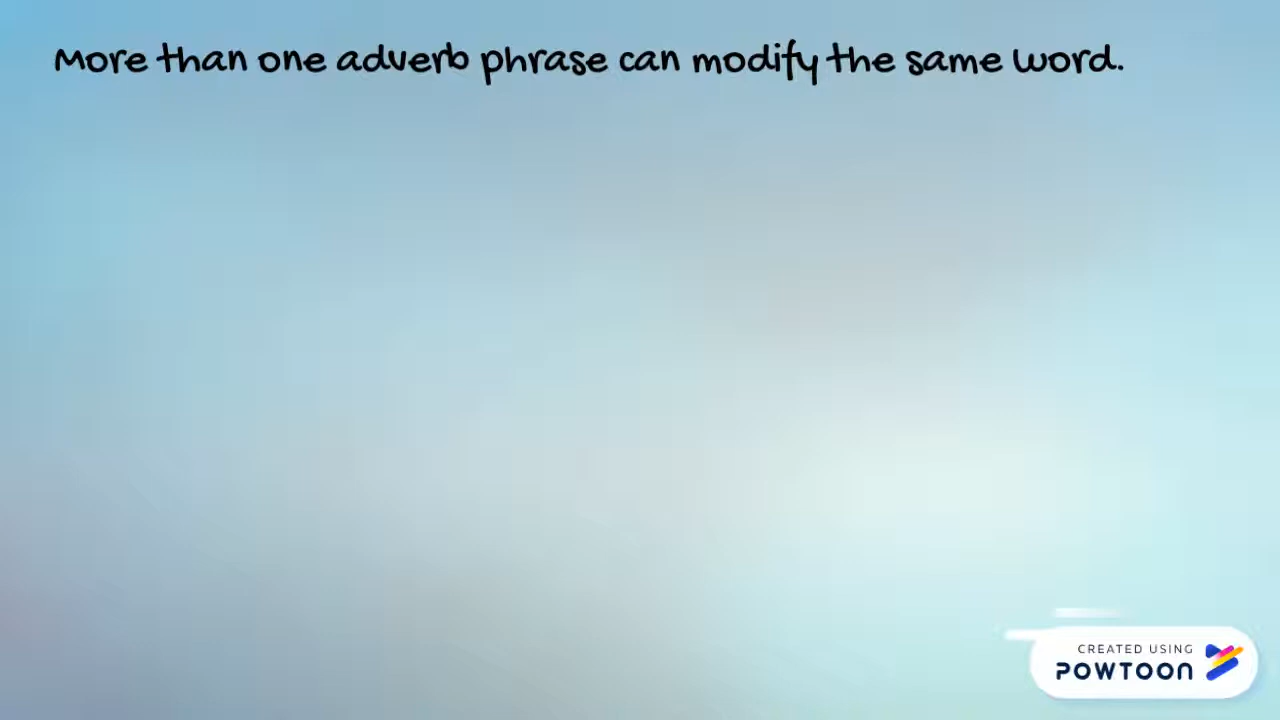 More than one adverb phrase can modify the same word.
CREATED USING
POWTOON